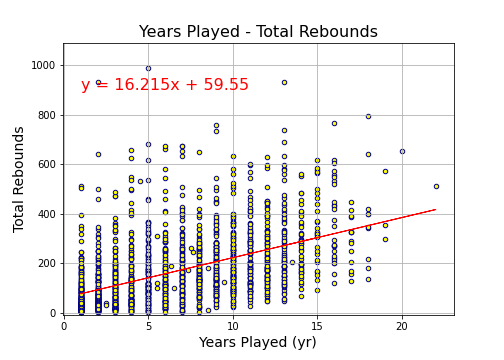 Years Played - Total Rebounds
y = 16.215x + 59.55
Total Rebounds
1000
800
600
400
200
0
0
5
10
15
20
Years Played (yr)